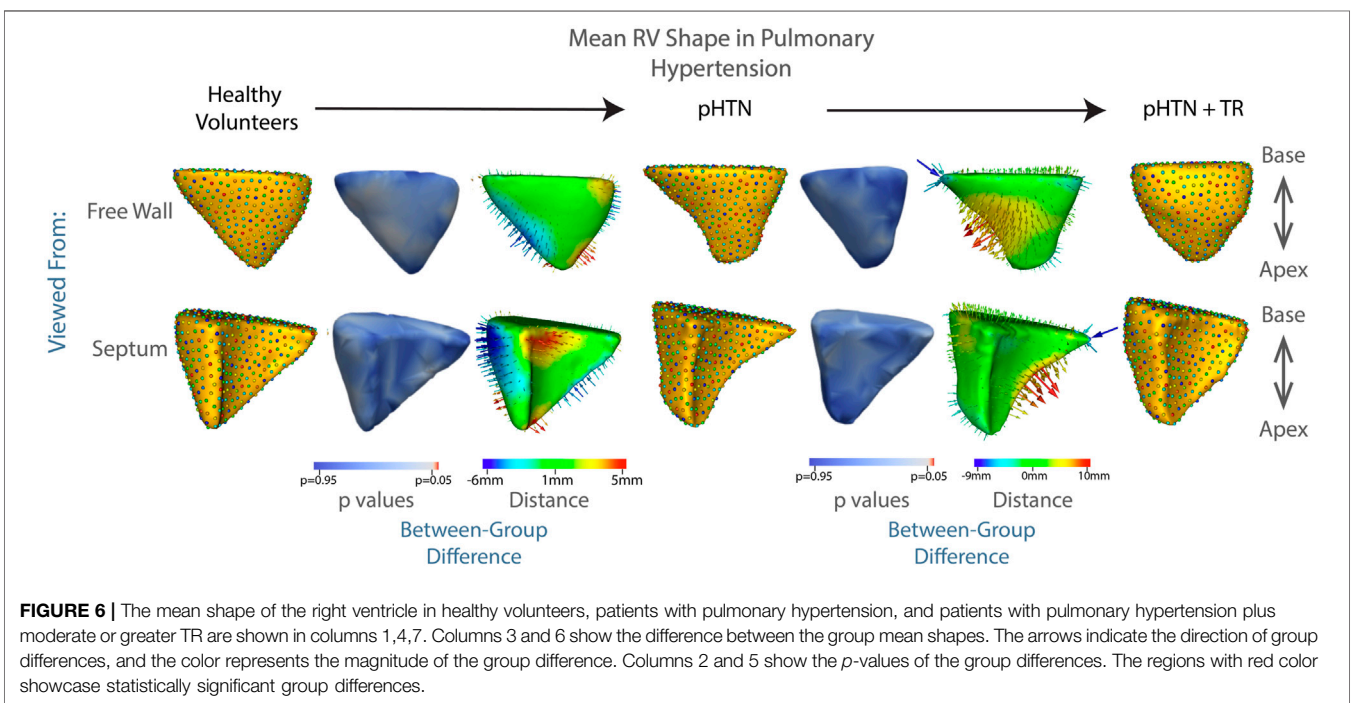 Mean RV Shape in Pulmonary
Hypertension
Healthy
Volunteers
pHTN
pHTN + TR
Viewed From:
Free Wall
Base
Apex
Septum
Base
Apex
p=0.95
p=0.05
p values
-6mm
1mm
5mm
Distance
Between-Group
Difference
p=0.95
p=0.05
p values
-9mm
0mm
10mm
Distance
Between-Group
Difference
FIGURE 6 | The mean shape of the right ventricle in healthy volunteers, patients with pulmonary hypertension, and patients with pulmonary hypertension plus
moderate or greater TR are shown in columns 1,4,7. Columns 3 and 6 show the difference between the group mean shapes. The arrows indicate the direction of group
differences, and the color represents the magnitude of the group difference. Columns 2 and 5 show the p-values of the group differences. The regions with red color
showcase statistically significant group differences.